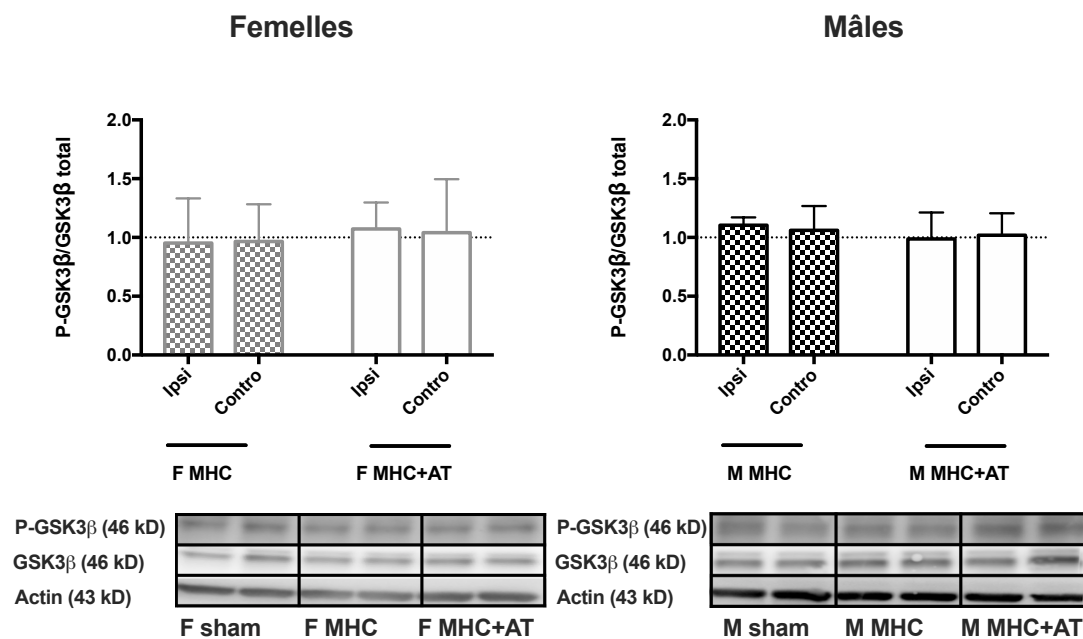 Femelles
P-GSK3β/GSK3β total
2.0
1.5
1.0
0.5
0.0
Ipsi
Contro
Ipsi
Contro
F MHC
F MHC+AT
P-GSK3β (46 kD)
GSK3β (46 kD)
Actin (43 kD)
F sham
F MHC
F MHC+AT
Mâles
P-GSK3β/GSK3β total
2.0
1.5
1.0
0.5
0.0
Ipsi
Contro
Ipsi
Contro
M MHC
M MHC+AT
P-GSK3β (46 kD)
GSK3β (46 kD)
Actin (43 kD)
M sham
M MHC
M MHC+AT